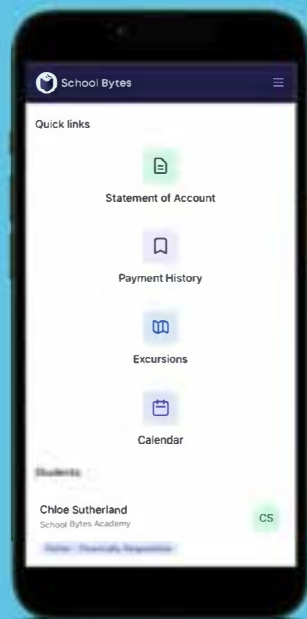 School Bytes
Quick links
Statement of Account
Payment History
Excursions
Calendar
Students
Chloe Sutherland
School Bytes Academy
CS